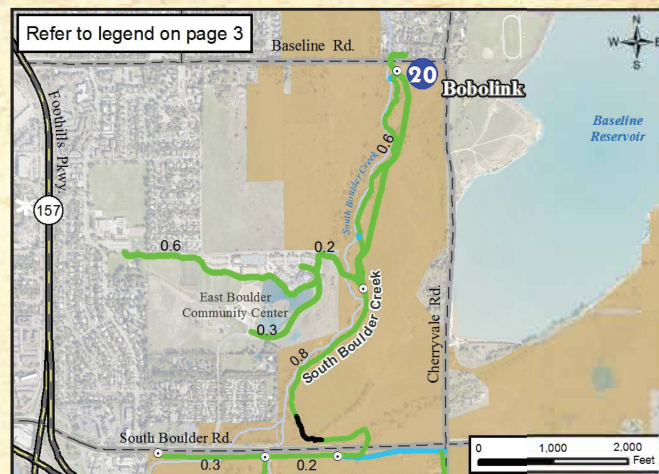 Refer to legend on page 3
Baseline Rd.
N
W
E
S
20
Bobolink
Foothills Pkwy.
Baseline
Reservoir
0.6
South Boulder Creek
157
0.6
0.2
East Boulder
Community Center
0.3
0.8
South Boulder Creek
Cherryvale Rd.
South Boulder Rd.
0.3
0.2
0 1,000 2,000
Feet